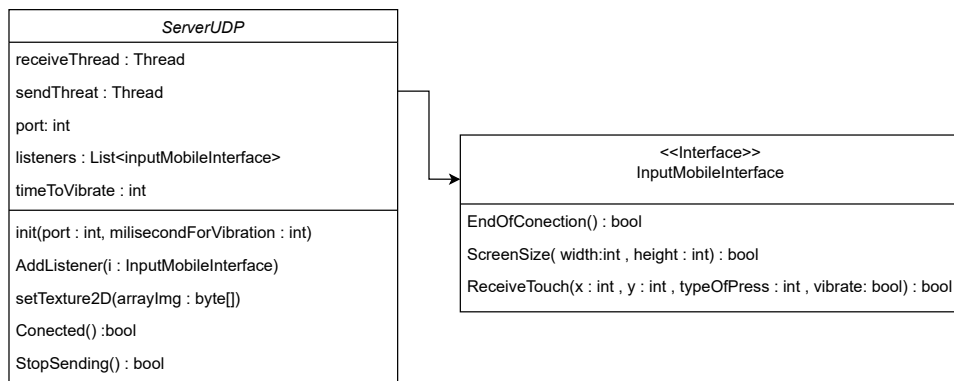 ServerUDP
receiveThread : Thread
sendThreat : Thread
port: int
listeners : List<inputMobileInterface>
timeToVibrate : int
init(port : int, milisecondForVibration : int)
AddListener(i : InputMobileInterface)
setTexture2D(arrayImg : byte[])
Conected() :bool
StopSending() : bool
<<Interface>>
InputMobileInterface
EndOfConection() : bool
ScreenSize( width:int , height : int) : bool
ReceiveTouch(x : int , y : int , typeOfPress : int , vibrate: bool) : bool